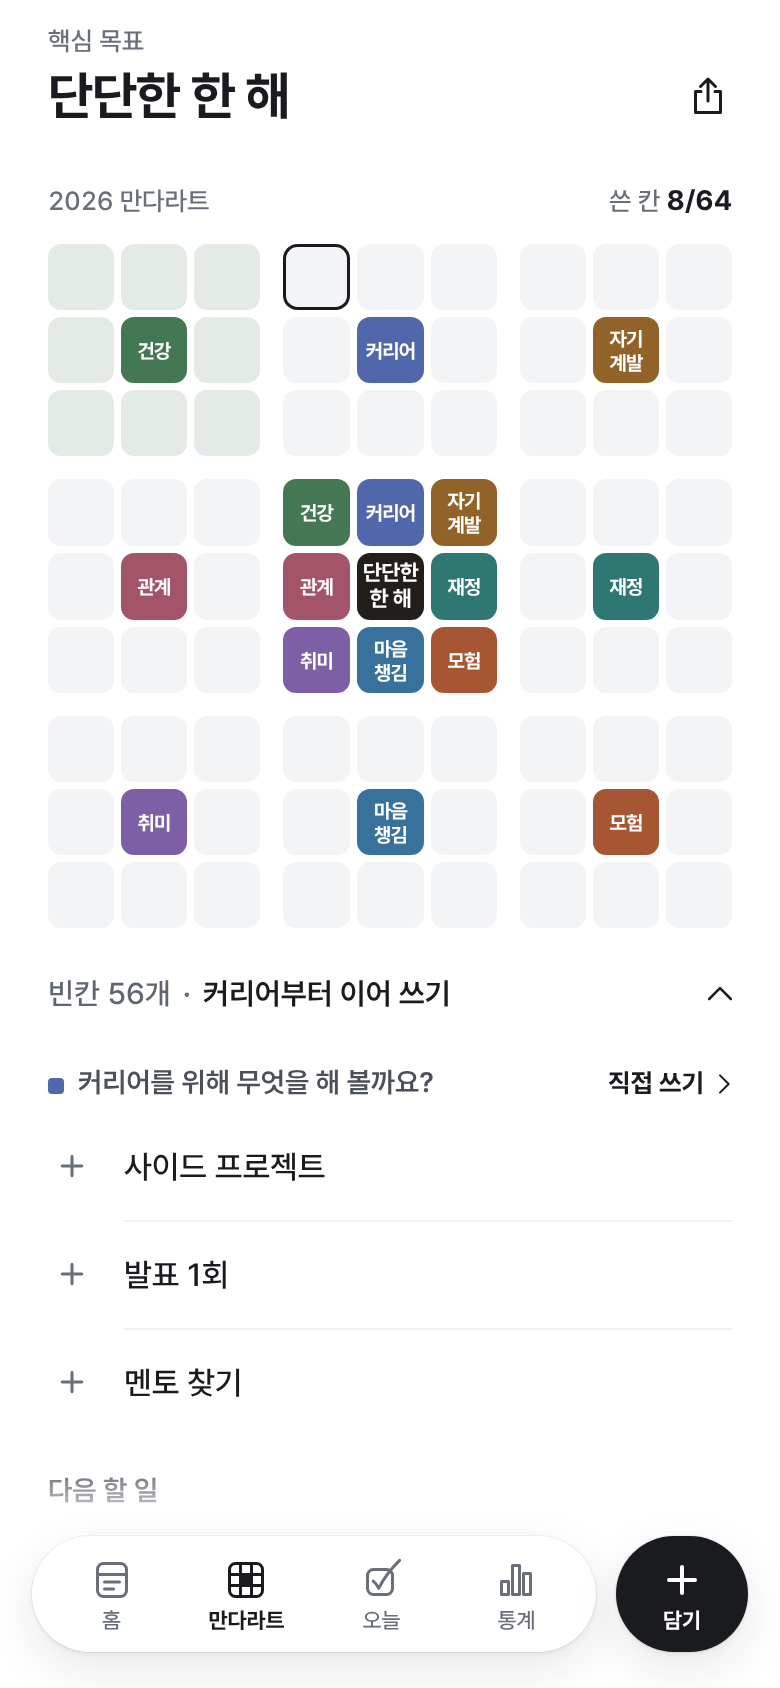 핵심 목표
단단한 한 해
2026 만다라트
쓴 칸 8/64
건강
커리어
자기
계발
건강
커리어
자기
계발
관계
관계
단단한
한 해
재정
재정
취미
마음
챙김
모험
취미
마음
챙김
모험
빈칸 56개 · 커리어부터 이어 쓰기
커리어를 위해 무엇을 해 볼까요?
직접 쓰기
사이드 프로젝트
발표 1회
멘토 찾기
다음 할 일
홈
만다라트
오늘
통계
담기